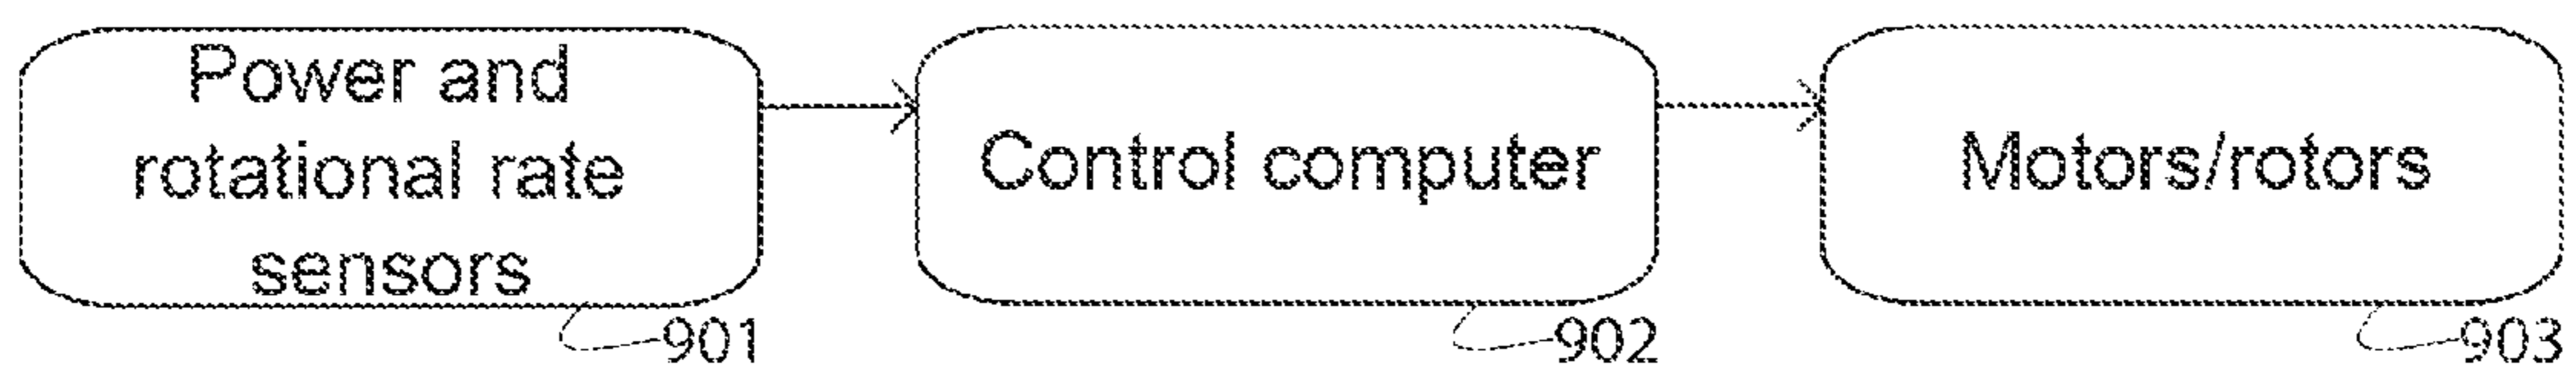 Power and
rotational rate
sensors
901
Control computer
902
Motors/rotors
903